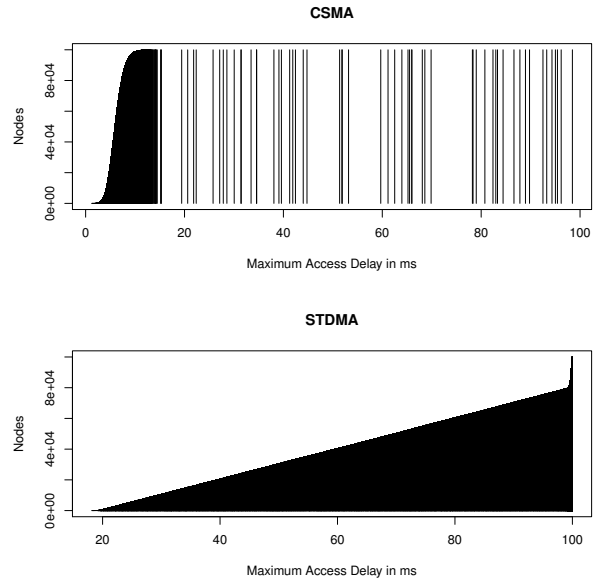 CSMA
Nodes
8e+04
4e+04
0e+00
0 20 40 60 80 100
Maximum Access Delay in ms
STDMA
Nodes
8e+04
4e+04
0e+00
20 40 60 80 100
Maximum Access Delay in ms